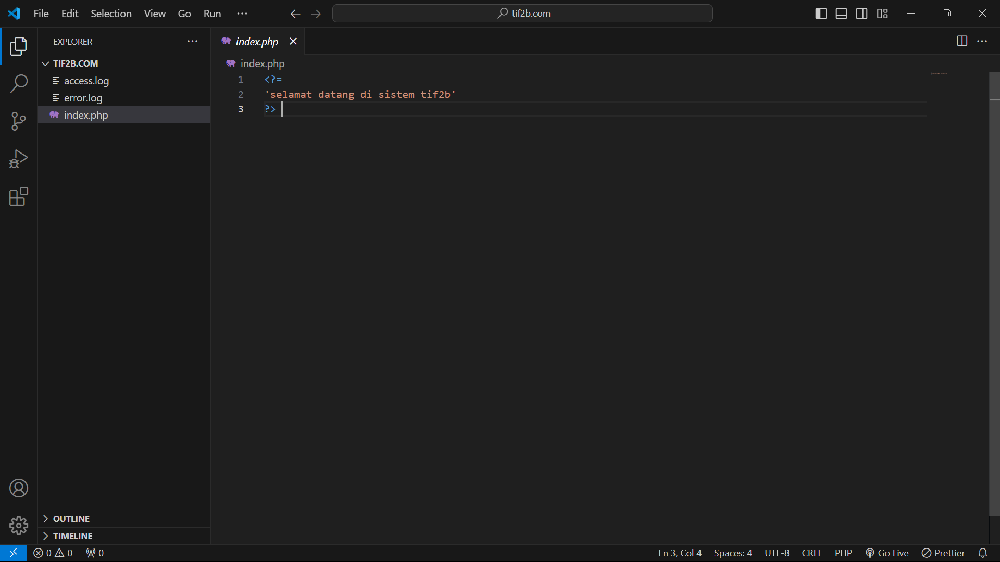 File Edit Selection View Go Run ···
tif2b.com
EXPLORER ···
index.php
TIF2B.COM
index.php
access.log
error.log
index.php
1 <?=
2 'selamat datang di sistem tif2b'
3 ?>
OUTLINE
TIMELINE
0 0 0
Ln 3, Col 4 Spaces: 4 UTF-8 CRLF PHP Go Live Prettier